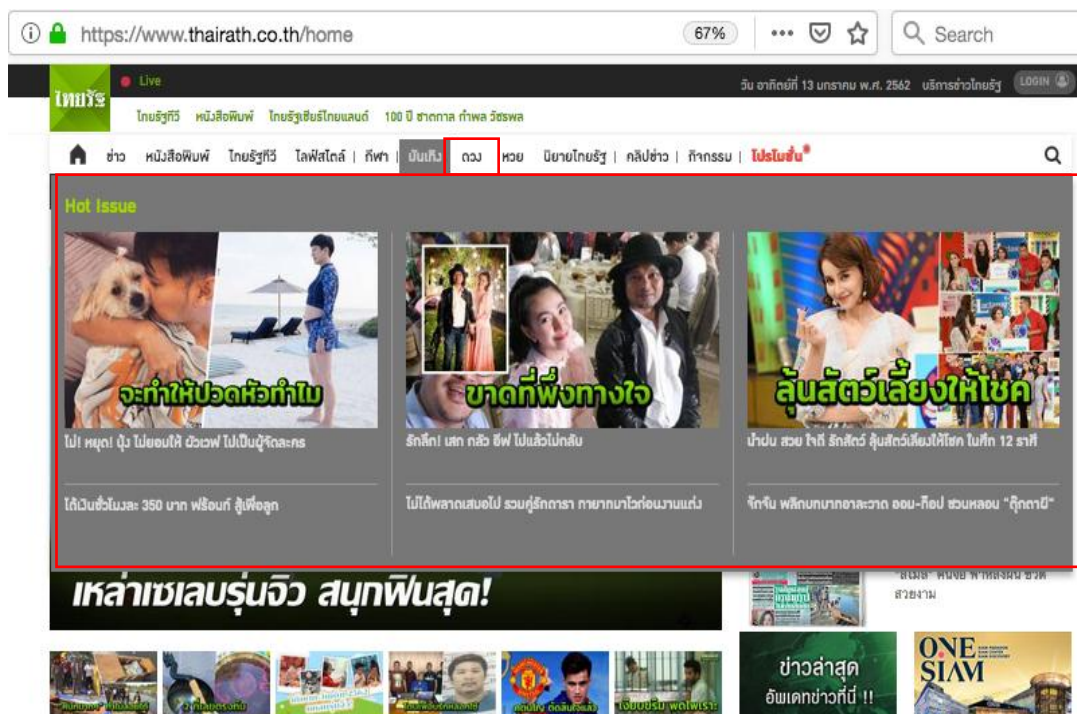 https://www.thairath.co.th/home
67%
Search
ไทยรัฐ
Live
วัน อาทิตย์ที่ 13 มกราคม พ.ศ. 2562 บริการข่าวไทยรัฐ LOGIN
ไทยรัฐทีวี หนังสือพิมพ์ ไทยรัฐเชียร์ไทยแลนด์ 100 ปี ชาตกาล กำพล วัชรพล
ข่าว หนังสือพิมพ์ ไทยรัฐทีวี ไลฟ์สไตล์ | กีฬา | บันเทิง ดวง หวย นิยายไทยรัฐ | คลิปข่าว | กิจกรรม | โปรโมชั่น
Hot Issue
จะทำให้ปวดหัวทำไม
ขาดที่พึ่งทางใจ
ลุ้นสัตว์เลี้ยงให้โชค
ไม่! หยุด! บุ๋ง ไม่ยอมให้ ผัวเวฟ ไปเป็นผู้จัดละคร
รักลึก! เสก กลัว อีฟ ไปแล้วไม่กลับ
น้ำฝน สวย ใจดี รักสัตว์ ลุ้นสัตว์เลี้ยงให้โชค ในศึก 12 ราศี
ได้เงินชั่วโมงละ 350 บาท ฟร้อนท์ สู้เพื่อลูก
ไม่ได้พลาดเสมอไป รวมคู่รักดารา ทายาทมาไวก่อนงานแต่ง
จั๊กจั่น พลิกบทบาทอาละวาด ออม-ก็อป ชวนหลอน "ตุ๊กตาผี"
เหล่าเซเลบรุ่นจิ๋ว สนุกฟินสุด!
สวยงาม
ข่าวล่าสุด
อัพเดทข่าวที่นี่ !!
ONE
SIAM